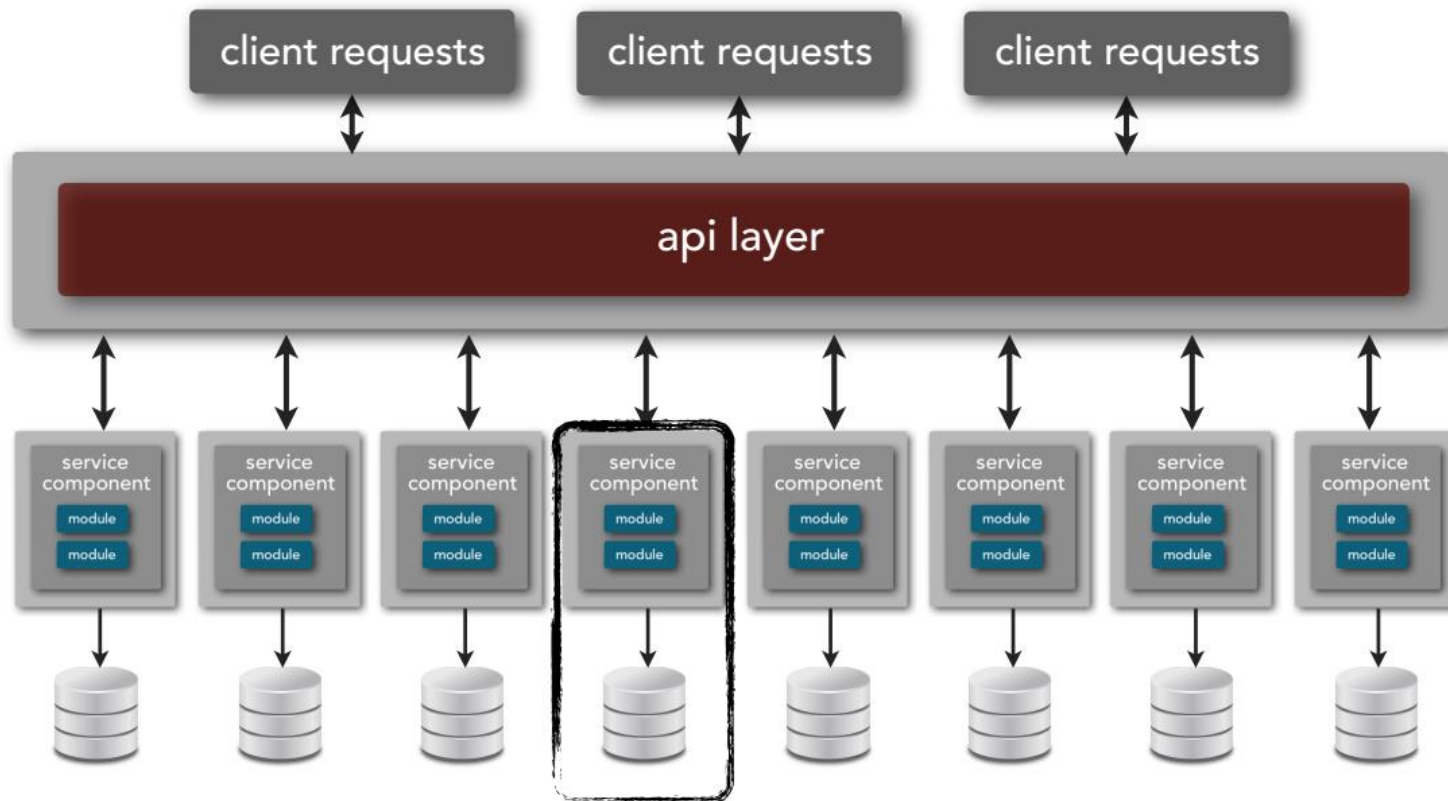 client requests
client requests
client requests
api layer
service
component
module
module
service
component
module
module
service
component
module
module
service
component
module
module
service
component
module
module
service
component
module
module
service
component
module
module
service
component
module
module